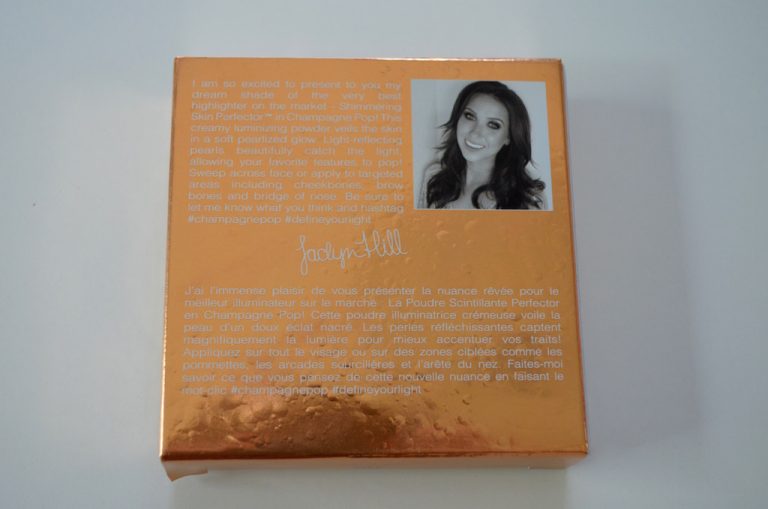 I am so excited to present to you my
dream shade of the very best
highlighter on the market - Shimmering
Skin Perfector™ in Champagne Pop! This
creamy luminizing powder veils the skin
in a soft pearlized glow. Light-reflecting
pearls beautifully catch the light,
allowing your favorite features to pop!
Sweep across face or apply to targeted
areas including cheekbones, brow
bones and bridge of nose. Be sure to
let me know what you think and hashtag
#champagnepop #defineyourlight
Jaclyn Hill
J'ai l'immense plaisir de vous présenter la nuance rêvée pour le
meilleur illuminateur sur le marché : La Poudre Scintillante Perfector
en Champagne Pop! Cette poudre illuminatrice crémeuse voile la
peau d'un doux éclat nacré. Les perles réfléchissantes captent
magnifiquement la lumière pour mieux accentuer vos traits!
Appliquez sur tout le visage ou sur des zones ciblées comme les
pommettes, les arcades sourcilières et l'arête du nez. Faites-moi
savoir ce que vous pensez de cette nouvelle nuance en faisant le
mot-clic #champagnepop #defineyourlight